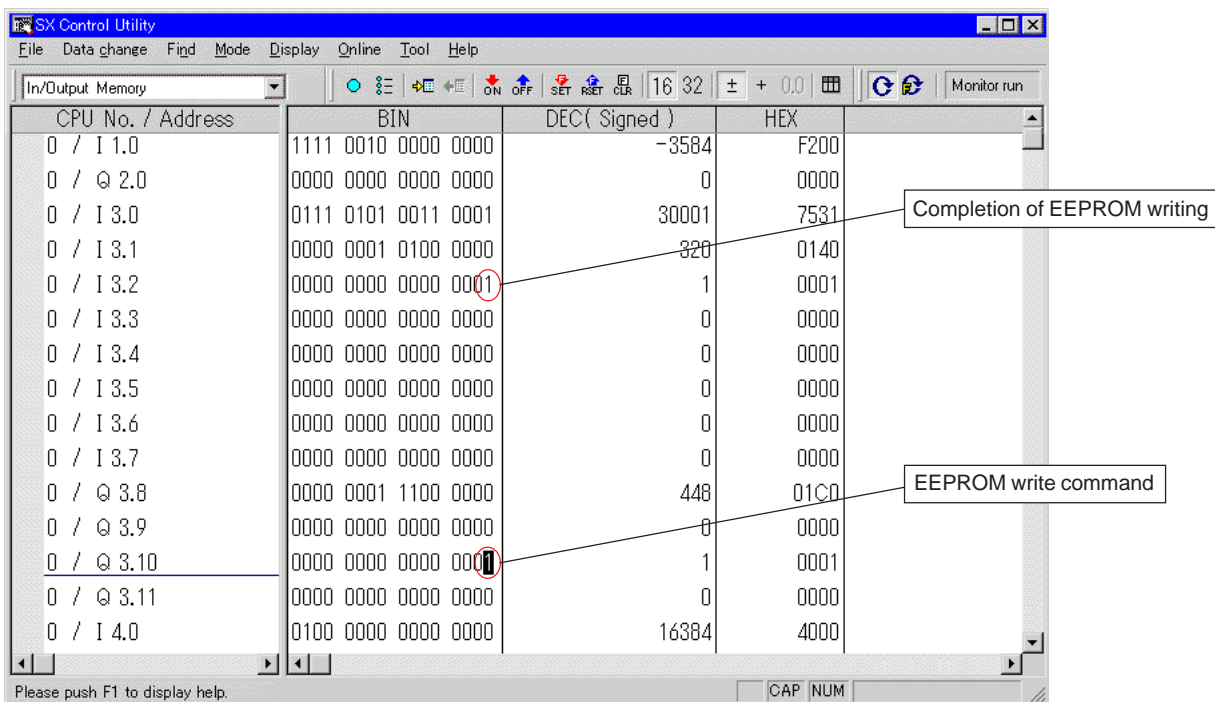 SX Control Utility
File Data change Find Mode Display Online Tool Help
In/Output Memory ON OFF SET RSET CLR 16 32 ± + 0.0 Monitor run
CPU No. / Address BIN DEC( Signed ) HEX
0 / I 1.0 1111 0010 0000 0000 -3584 F200
0 / Q 2.0 0000 0000 0000 0000 0 0000
0 / I 3.0 0111 0101 0011 0001 30001 7531
Completion of EEPROM writing
0 / I 3.1 0000 0001 0100 0000 320 0140
0 / I 3.2 0000 0000 0000 0001 1 0001
0 / I 3.3 0000 0000 0000 0000 0 0000
0 / I 3.4 0000 0000 0000 0000 0 0000
0 / I 3.5 0000 0000 0000 0000 0 0000
0 / I 3.6 0000 0000 0000 0000 0 0000
0 / I 3.7 0000 0000 0000 0000 0 0000
0 / Q 3.8 0000 0001 1100 0000 448 01C0
EEPROM write command
0 / Q 3.9 0000 0000 0000 0000 0 0000
0 / Q 3.10 0000 0000 0000 0001 1 0001
0 / Q 3.11 0000 0000 0000 0000 0 0000
0 / I 4.0 0100 0000 0000 0000 16384 4000
Please push F1 to display help. CAP NUM